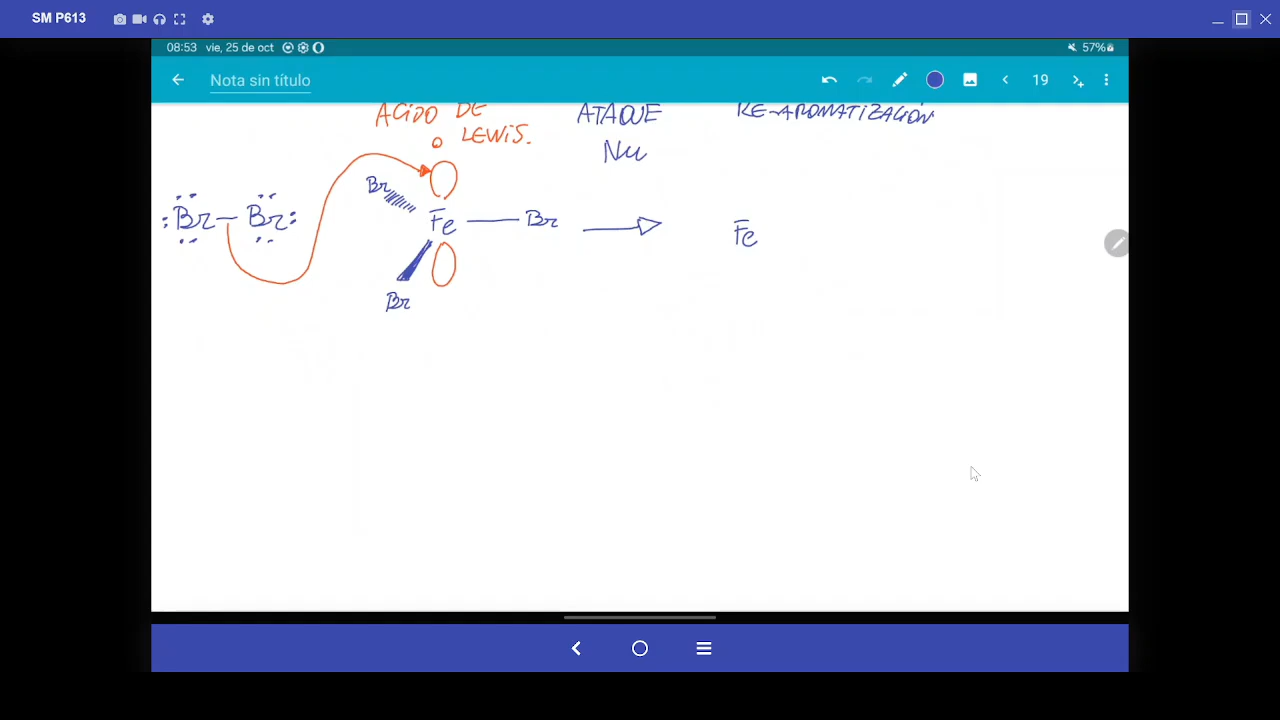 SM P613
08:53 vie, 25 de oct 57%
Nota sin título 19
ACIDO DE ATAQUE RE-AROMATIZACIÓN
LEWIS. Nu
Br
:Br—Br: Fe — Br Fe
Br